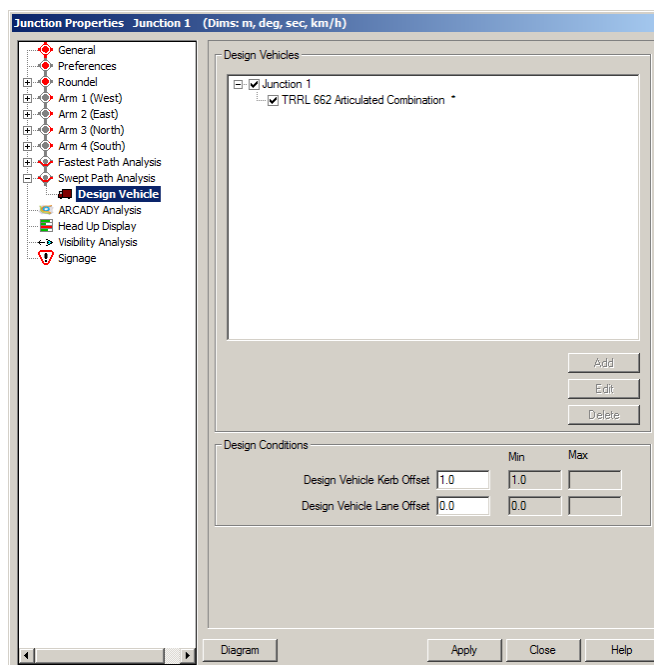 Junction Properties Junction 1 (Dims: m, deg, sec, km/h)
General
Preferences
Roundel
Arm 1 (West)
Arm 2 (East)
Arm 3 (North)
Arm 4 (South)
Fastest Path Analysis
Swept Path Analysis
Design Vehicle
ARCADY Analysis
Head Up Display
Visibility Analysis
Signage
Design Vehicles
Junction 1
TRRL 662 Articulated Combination *
Add
Edit
Delete
Design Conditions
Min Max
Design Vehicle Kerb Offset 1.0 1.0
Design Vehicle Lane Offset 0.0 0.0
Diagram Apply Close Help